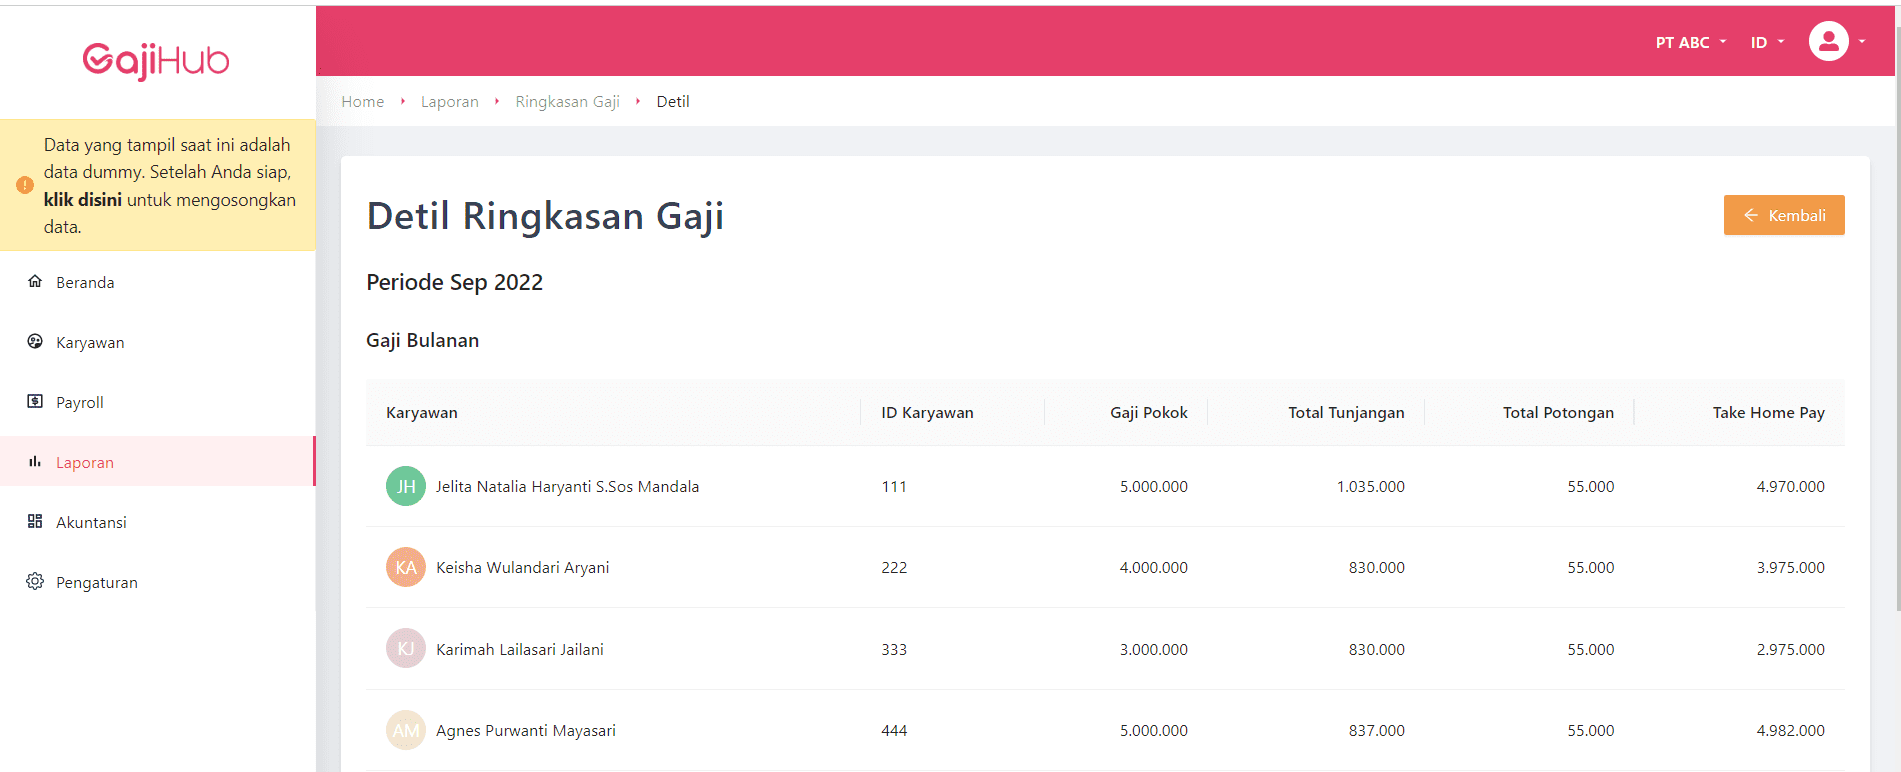 GajiHub
PT ABC ID
Home Laporan Ringkasan Gaji Detil
Data yang tampil saat ini adalah
data dummy. Setelah Anda siap,
klik disini untuk mengosongkan
data.
Beranda
Karyawan
Payroll
Laporan
Akuntansi
Pengaturan
Detil Ringkasan Gaji
Kembali
Periode Sep 2022
Gaji Bulanan
Karyawan ID Karyawan Gaji Pokok Total Tunjangan Total Potongan Take Home Pay
JH Jelita Natalia Haryanti S.Sos Mandala 111 5.000.000 1.035.000 55.000 4.970.000
KA Keisha Wulandari Aryani 222 4.000.000 830.000 55.000 3.975.000
KJ Karimah Lailasari Jailani 333 3.000.000 830.000 55.000 2.975.000
AM Agnes Purwanti Mayasari 444 5.000.000 837.000 55.000 4.982.000